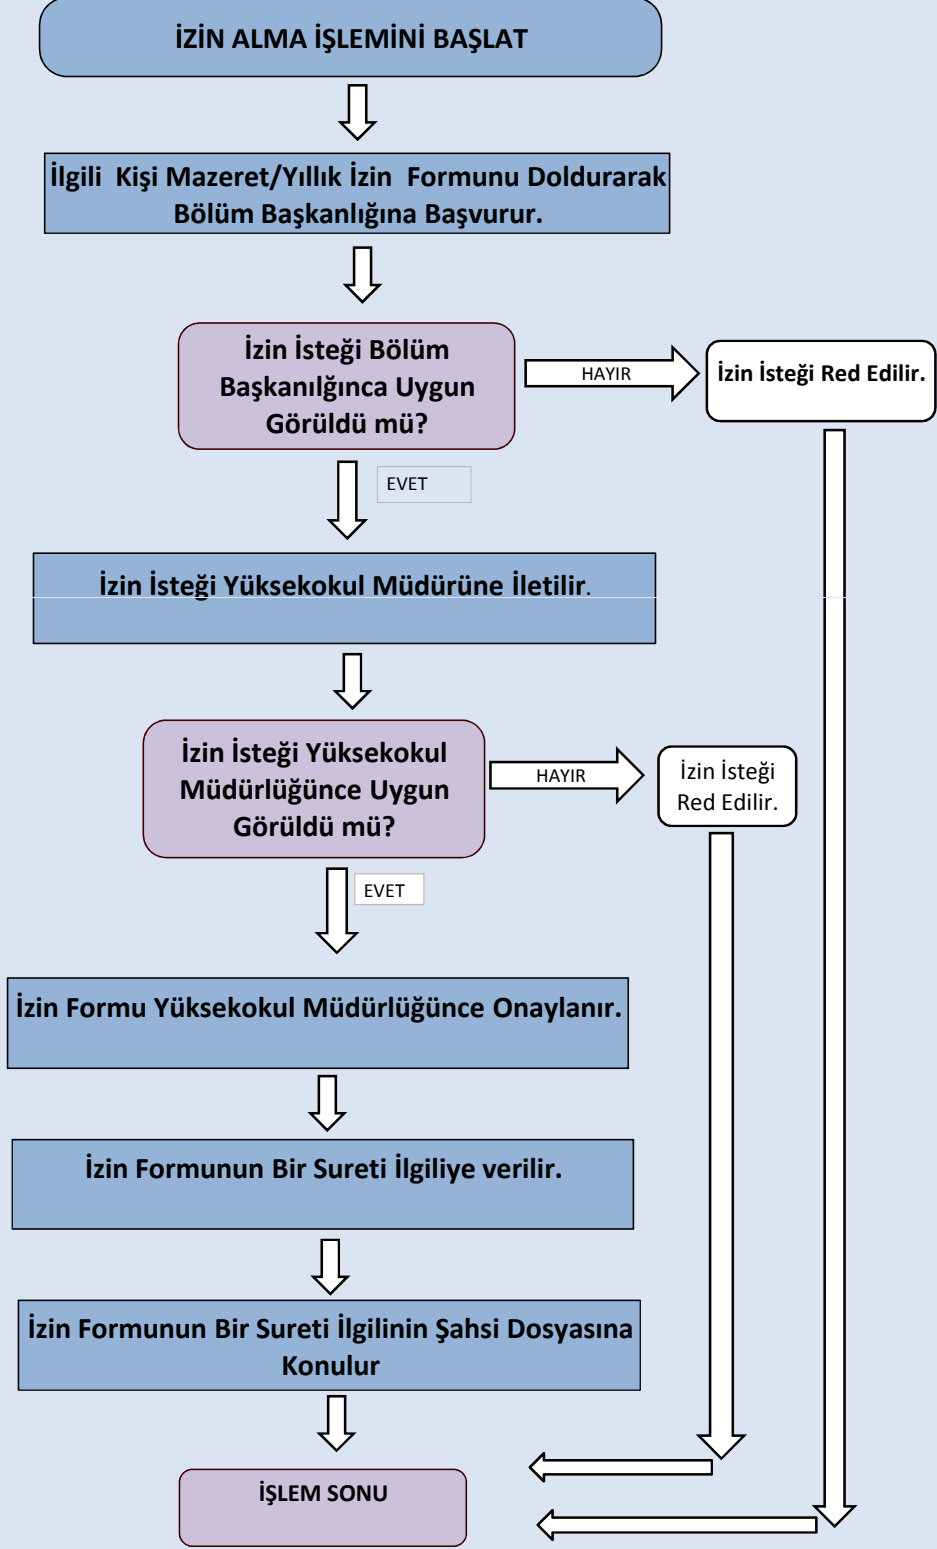 İZİN ALMA İŞLEMİNİ BAŞLAT
İlgili Kişi Mazeret/Yıllık İzin Formunu Doldurarak
Bölüm Başkanlığına Başvurur.
İzin İsteği Bölüm
Başkanılğınca Uygun
Görüldü mü?
HAYIR
İzin İsteği Red Edilir.
EVET
İzin İsteği Yüksekokul Müdürüne İletilir.
İzin İsteği Yüksekokul
Müdürlüğünce Uygun
Görüldü mü?
HAYIR
İzin İsteği
Red Edilir.
EVET
İzin Formu Yüksekokul Müdürlüğünce Onaylanır.
İzin Formunun Bir Sureti İlgiliye verilir.
İzin Formunun Bir Sureti İlgilinin Şahsi Dosyasına
Konulur
İŞLEM SONU